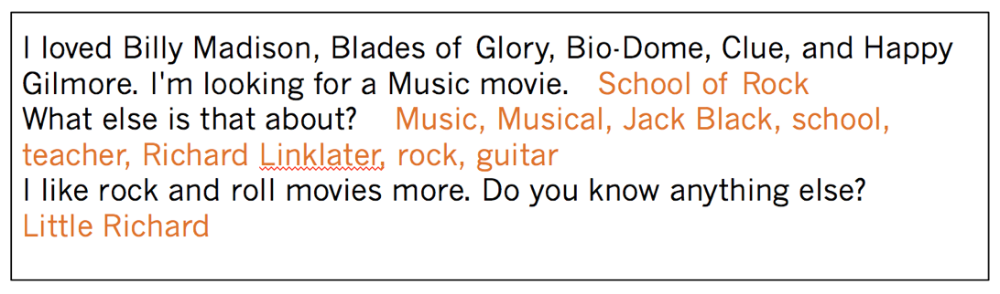 I loved Billy Madison, Blades of Glory, Bio-Dome, Clue, and Happy
Gilmore. I'm looking for a Music movie. School of Rock
What else is that about? Music, Musical, Jack Black, school,
teacher, Richard Linklater, rock, guitar
I like rock and roll movies more. Do you know anything else?
Little Richard